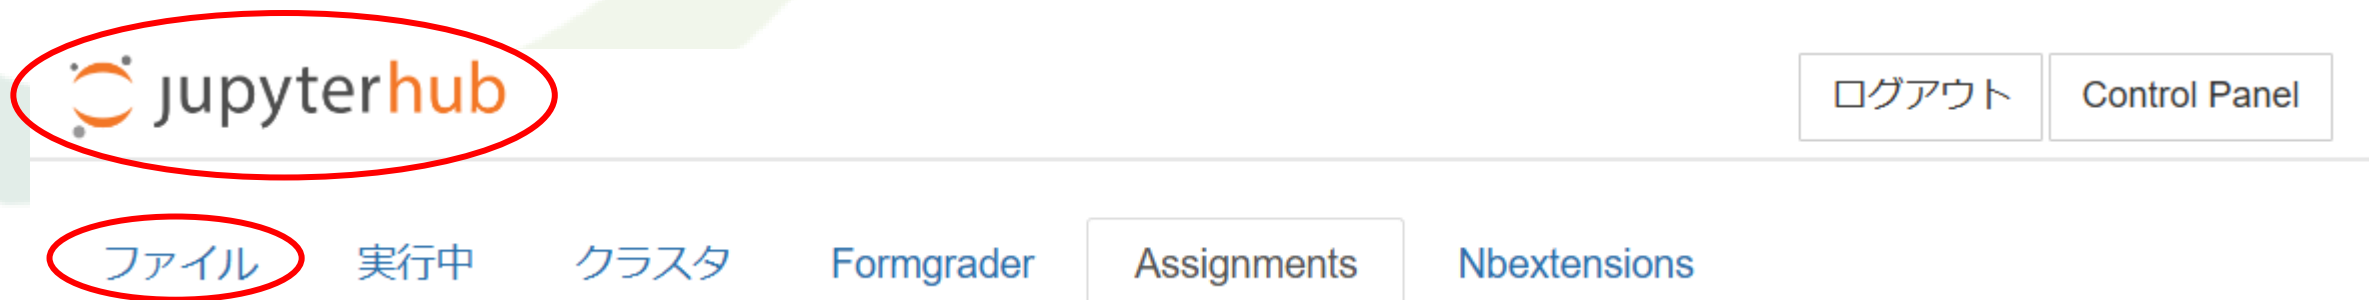 jupyterhub ログアウト Control Panel
ファイル 実行中 クラスタ Formgrader Assignments Nbextensions